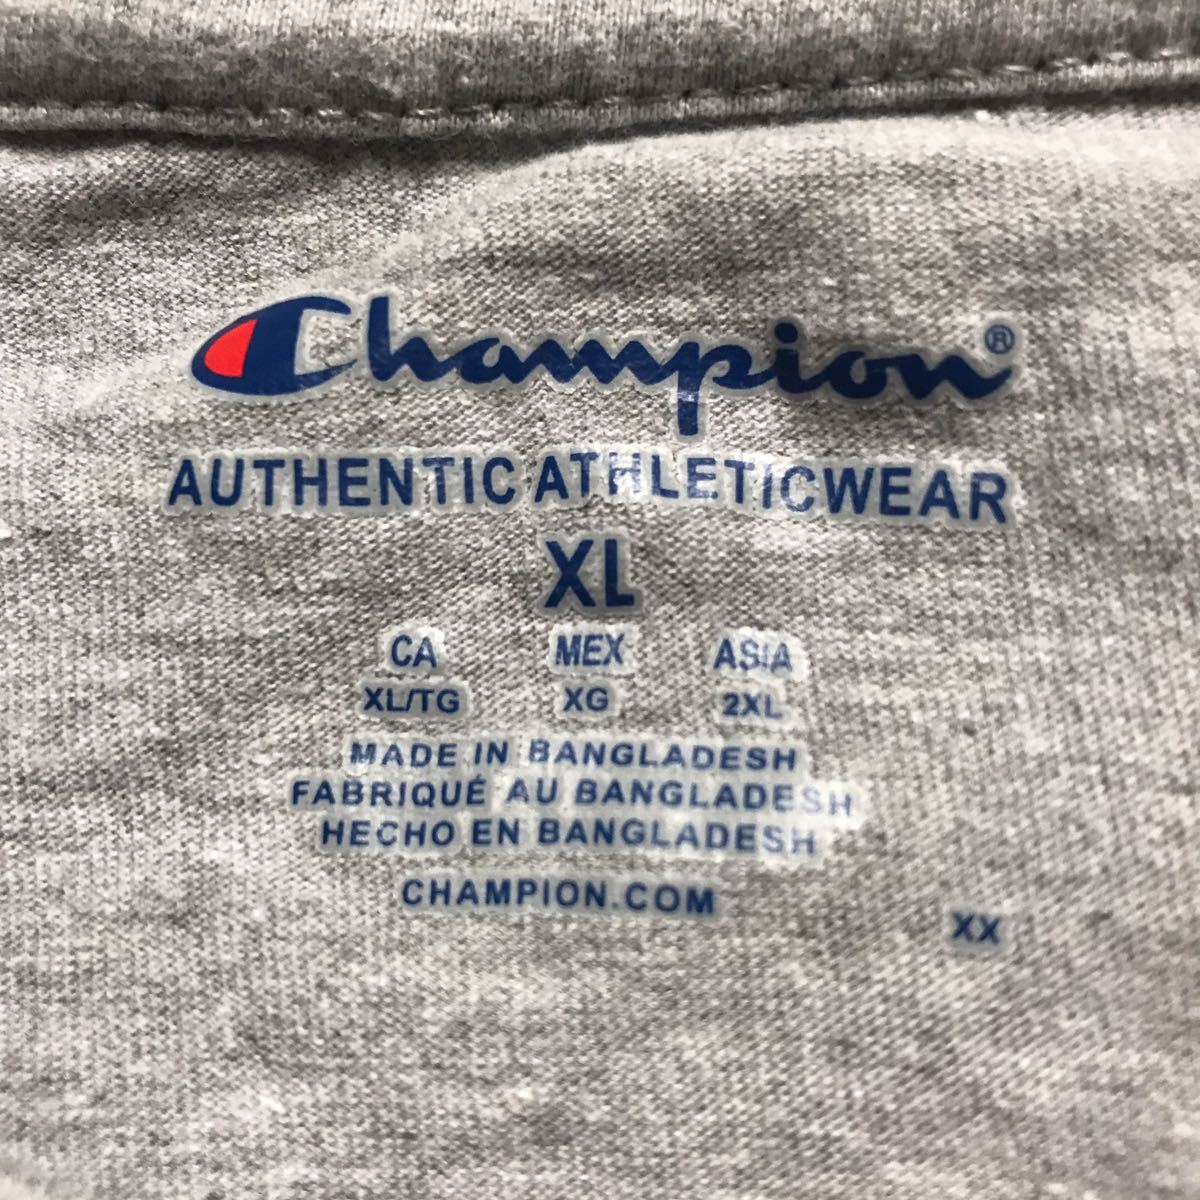 Champion®
AUTHENTIC ATHLETICWEAR
XL
CA MEX ASIA
XL/TG XG 2XL
MADE IN BANGLADESH
FABRIQUÉ AU BANGLADESH
HECHO EN BANGLADESH
CHAMPION.COM
XX